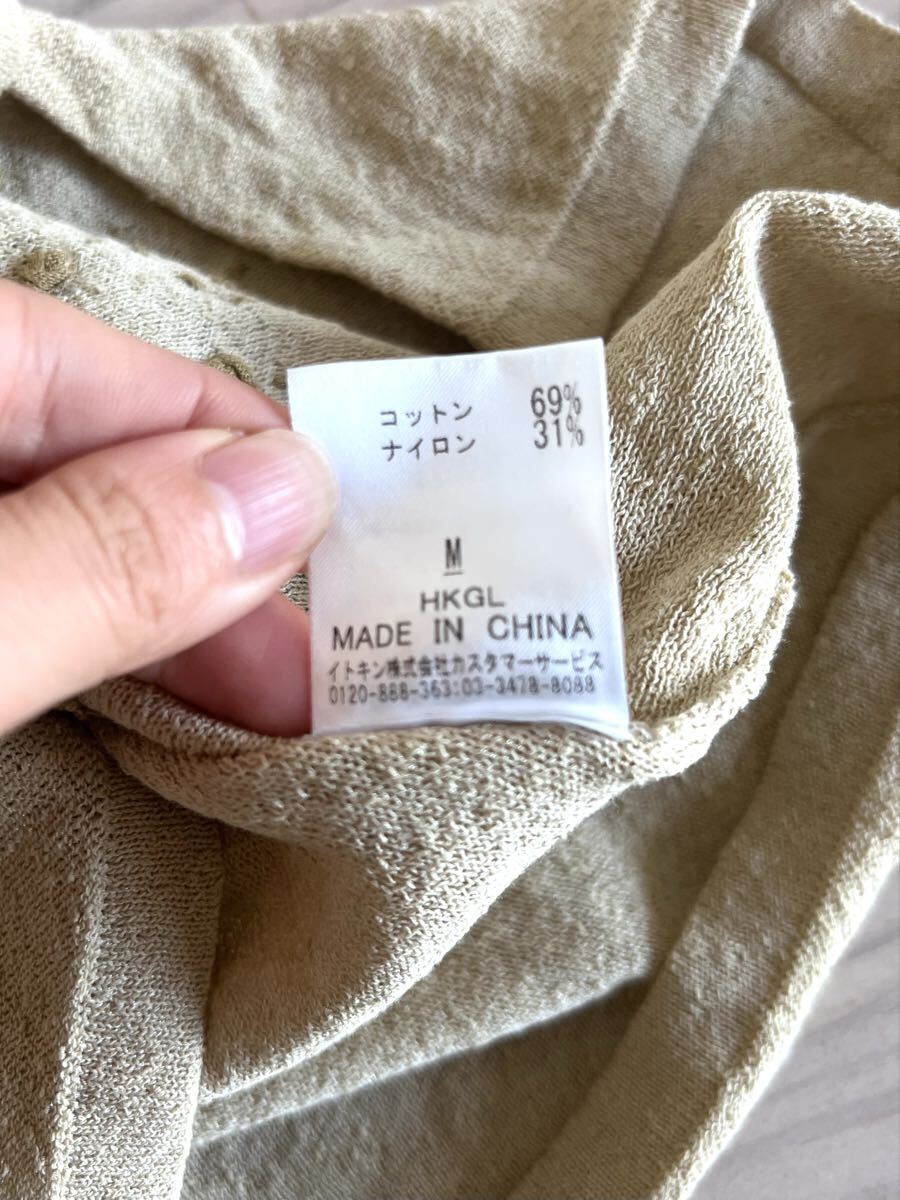 コットン 69%
ナイロン 31%
M
HKGL
MADE IN CHINA
イトキン株式会社カスタマーサービス
0120-888-363:03-3478-8088